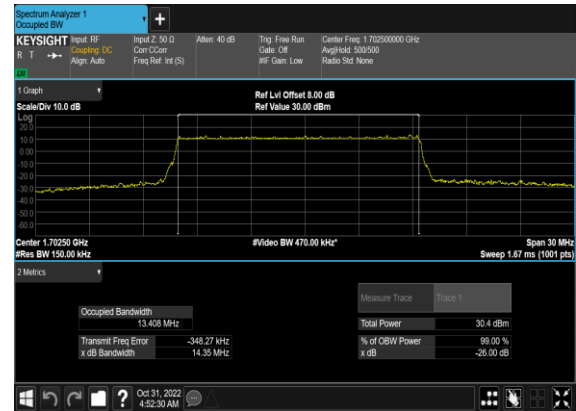 Spectrum Analyzer 1
Occupied BW
+
KEYSIGHT Input: RF Input Z: 50 Ω Atten: 40 dB Trig: Free Run Center Freq: 1.702500000 GHz
R T Coupling: DC Corr CCorr Gate: Off Avg|Hold: 500/500
Align: Auto Freq Ref: Int (S) #IF Gain: Low Radio Std: None
1 Graph
Scale/Div 10.0 dB Ref Lvl Offset 8.00 dB
Ref Value 30.00 dBm
Log
20.0
10.0
0.00
-10.0
-20.0
-30.0
-40.0
-50.0
-60.0
Center 1.70250 GHz #Video BW 470.00 kHz* Span 30 MHz
#Res BW 150.00 kHz Sweep 1.67 ms (1001 pts)
2 Metrics
Measure Trace Trace 1
Occupied Bandwidth
13.408 MHz Total Power 30.4 dBm
Transmit Freq Error -348.27 kHz % of OBW Power 99.00 %
x dB Bandwidth 14.35 MHz x dB -26.00 dB
? Oct 31, 2022
4:52:30 AM